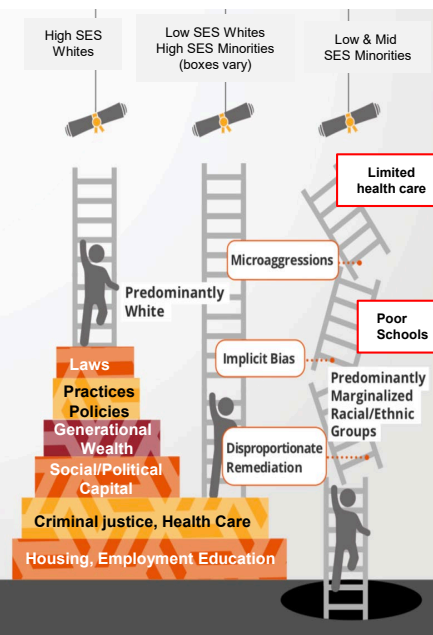 High SES
Whites
Low SES Whites
High SES Minorities
(boxes vary)
Low & Mid
SES Minorities
Limited
health care
Microaggressions
Predominantly
White
Poor
Schools
Implicit Bias
Laws
Predominantly
Marginalized
Racial/Ethnic
Groups
Practices
Policies
Generational
Wealth
Disproportionate
Remediation
Social/Political
Capital
Criminal justice, Health Care
Housing, Employment Education